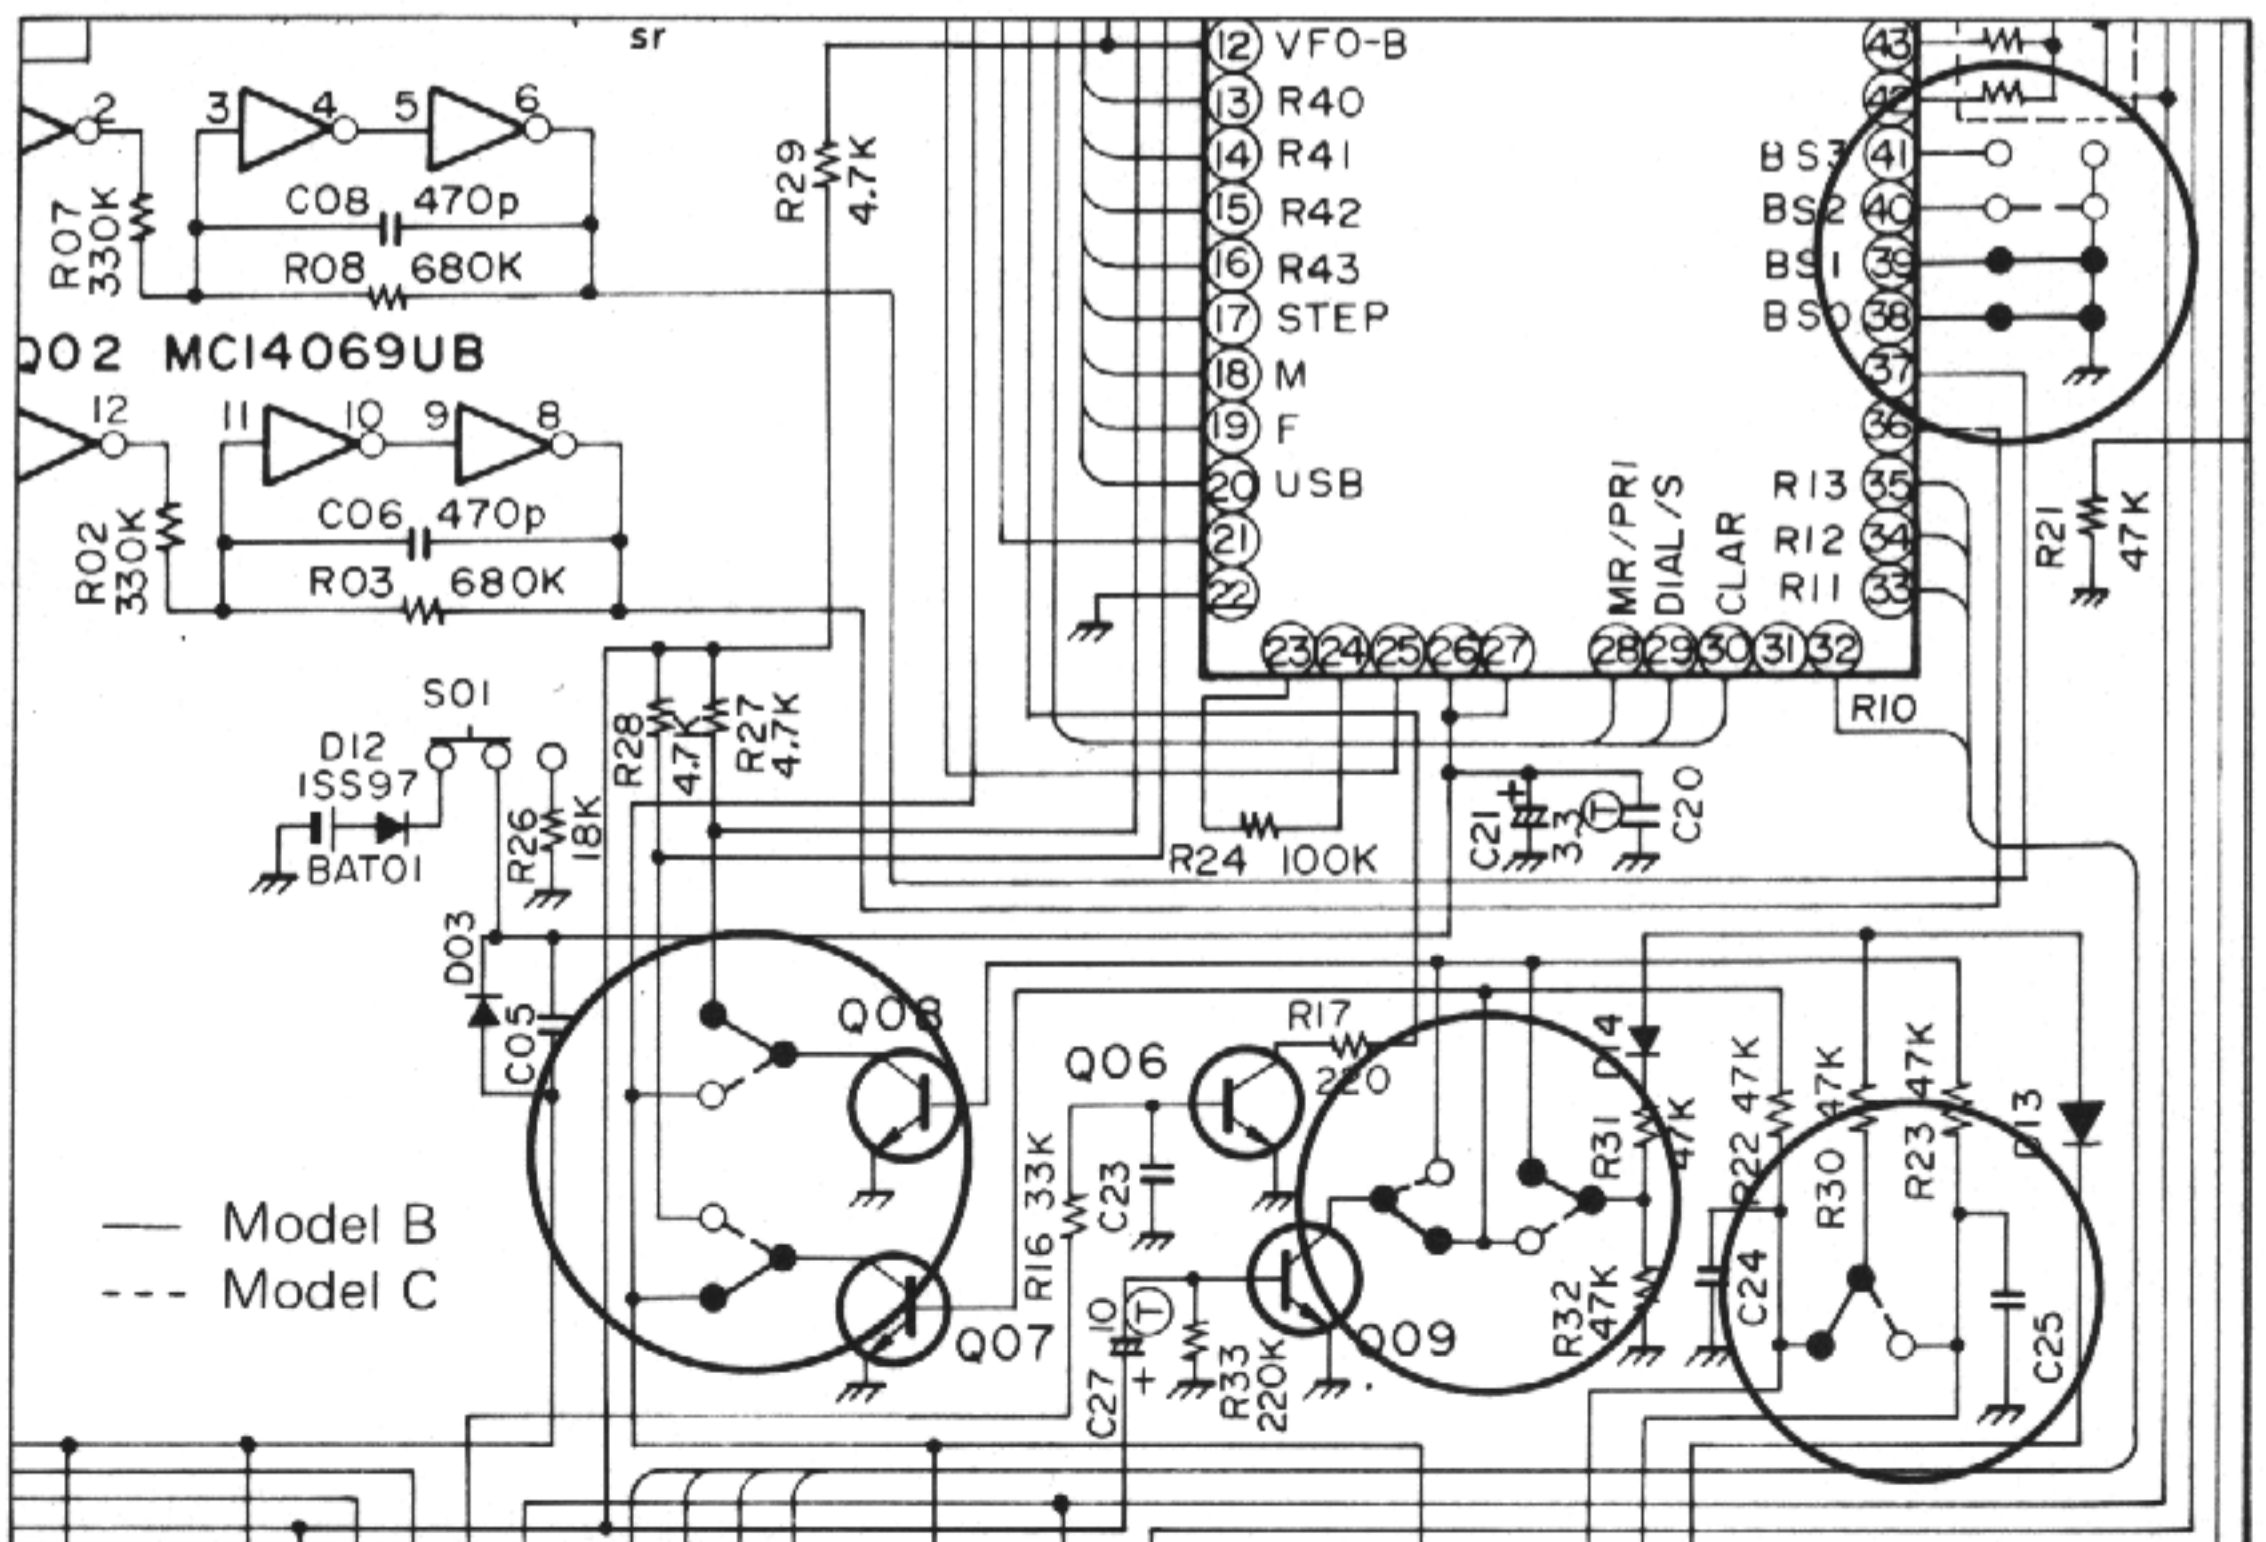 sr
2
3
4
5
6
C08 470p
R07
330K
R08 680K
Q02 MC14069UB
12
11
10
9
8
C06 470p
R02
330K
R03 680K
R29
4.7K
12 VFO-B
13 R40
14 R41
15 R42
16 R43
17 STEP
18 M
19 F
20 USB
21
22
43
42
BS3 41
BS2 40
BS1 39
BS0 38
37
36
R13 35
R12 34
R11 33
MR/PRI
DIAL/S
CLAR
23 24 25 26 27 28 29 30 31 32
R10
R21
47K
S01
D12
1SS97
BAT01
R26
18K
R28
4.7K
R27
4.7K
R24 100K
C21
+
3.3
T
C20
D03
C05
Q08
Q07
Q06
R17
220
R16 33K
C23
C27
10
T
+
R33
220K
Q09
D14
R31
47K
R32
47K
R22 47K
R30 47K
R23 47K
D13
C24
C25
Model B
Model C